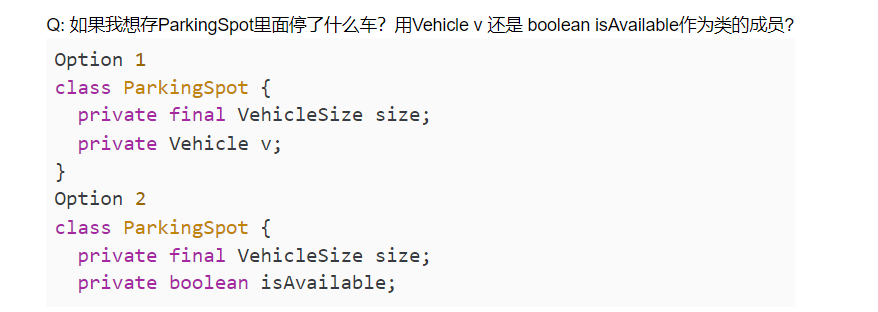 Q: 如果我想存ParkingSpot里面停了什么车？用Vehicle v 还是 boolean isAvailable作为类的成员？
Option 1
class ParkingSpot {
  private final VehicleSize size;
  private Vehicle v;
}
Option 2
class ParkingSpot {
  private final VehicleSize size;
  private boolean isAvailable;